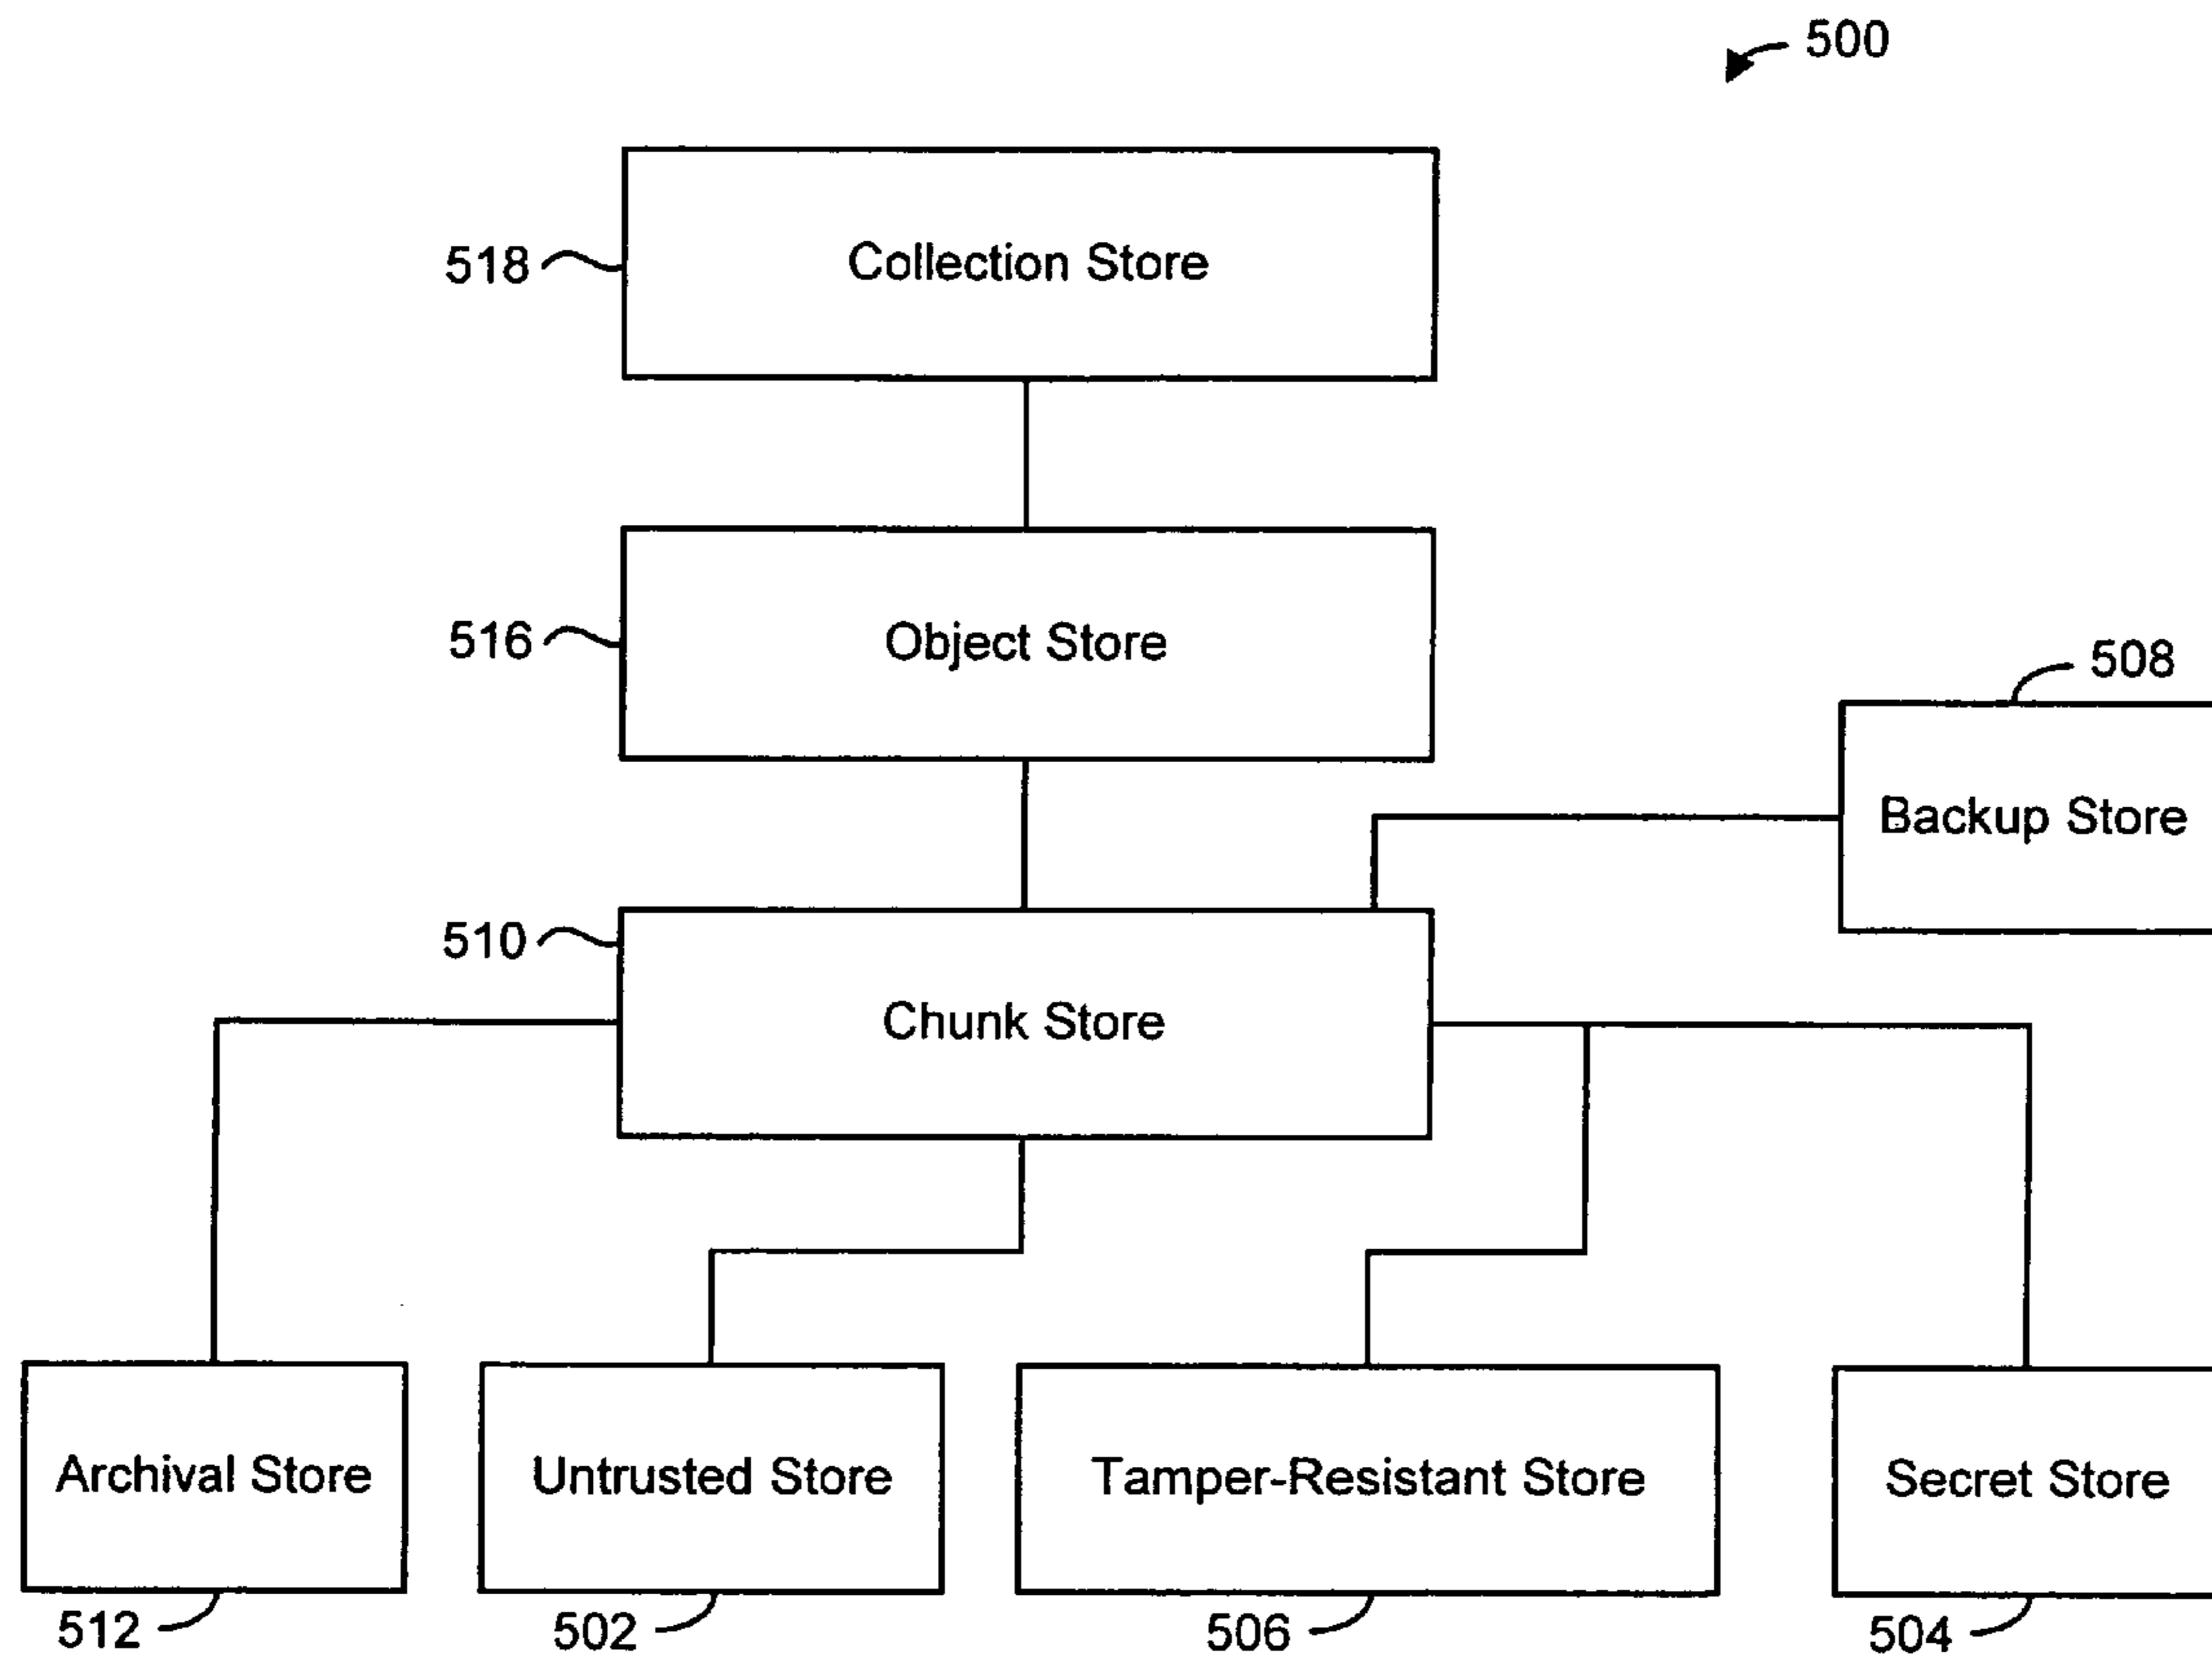 500
518
Collection Store
516
Object Store
508
Backup Store
510
Chunk Store
Archival Store
Untrusted Store
Tamper-Resistant Store
Secret Store
512
502
506
504